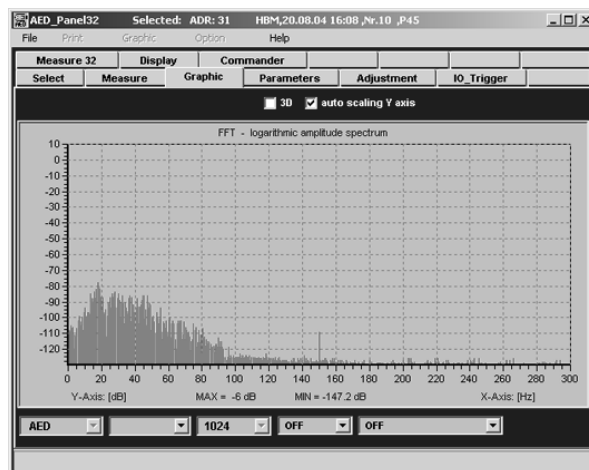 AED_Panel32 Selected: ADR: 31 HBM,20.08.04 16:08 ,Nr.10 ,P45
File Print Graphic Option Help
Measure 32 Display Commander
Select Measure Graphic Parameters Adjustment IO_Trigger
3D auto scaling Y axis
FFT - logarithmic amplitude spectrum
10
0
-10
-20
-30
-40
-50
-60
-70
-80
-90
-100
-110
-120
0 20 40 60 80 100 120 140 160 180 200 220 240 260 280 300
Y-Axis: [dB] MAX = -6 dB MIN = -147.2 dB X-Axis: [Hz]
AED 1024 OFF OFF